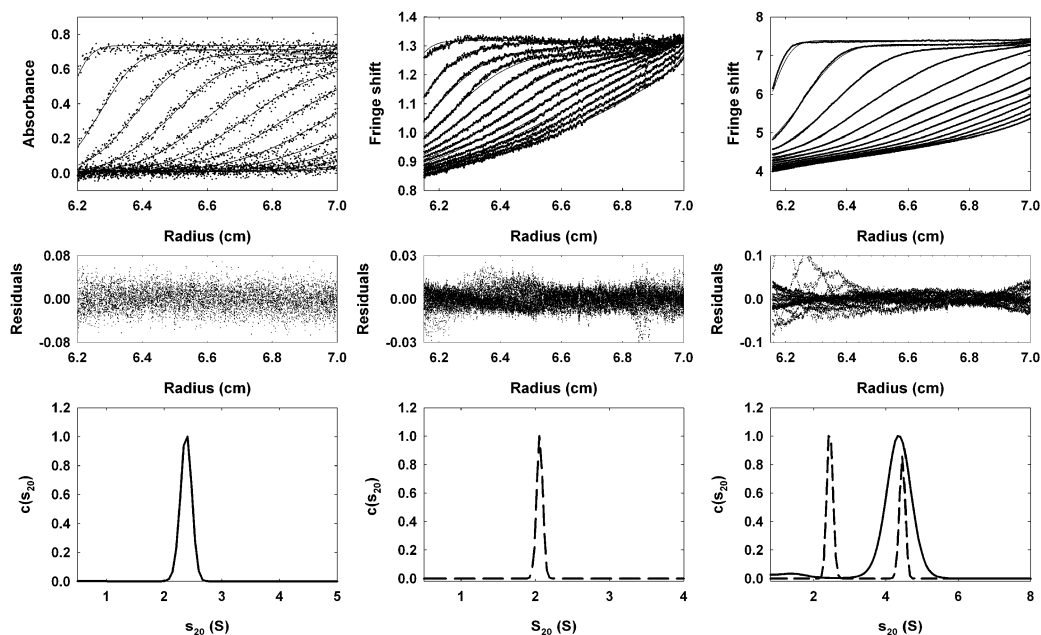 0.8
0.6
0.4
0.2
0.0
Absorbance
6.2 6.4 6.6 6.8 7.0
Radius (cm)
1.4
1.3
1.2
1.1
1.0
0.9
0.8
Fringe shift
6.2 6.4 6.6 6.8 7.0
Radius (cm)
8
7
6
5
4
Fringe shift
6.2 6.4 6.6 6.8 7.0
Radius (cm)
0.08
0.00
-0.08
Residuals
6.2 6.4 6.6 6.8 7.0
Radius (cm)
0.03
0.00
-0.03
Residuals
6.2 6.4 6.6 6.8 7.0
Radius (cm)
0.1
0.0
-0.1
Residuals
6.2 6.4 6.6 6.8 7.0
Radius (cm)
1.2
1.0
0.8
0.6
0.4
0.2
0.0
c(s20)
1 2 3 4 5
s20 (S)
1.2
1.0
0.8
0.6
0.4
0.2
0.0
c(s20)
1 2 3 4
S20 (S)
1.2
1.0
0.8
0.6
0.4
0.2
0.0
c(s20)
2 4 6 8
s20 (S)